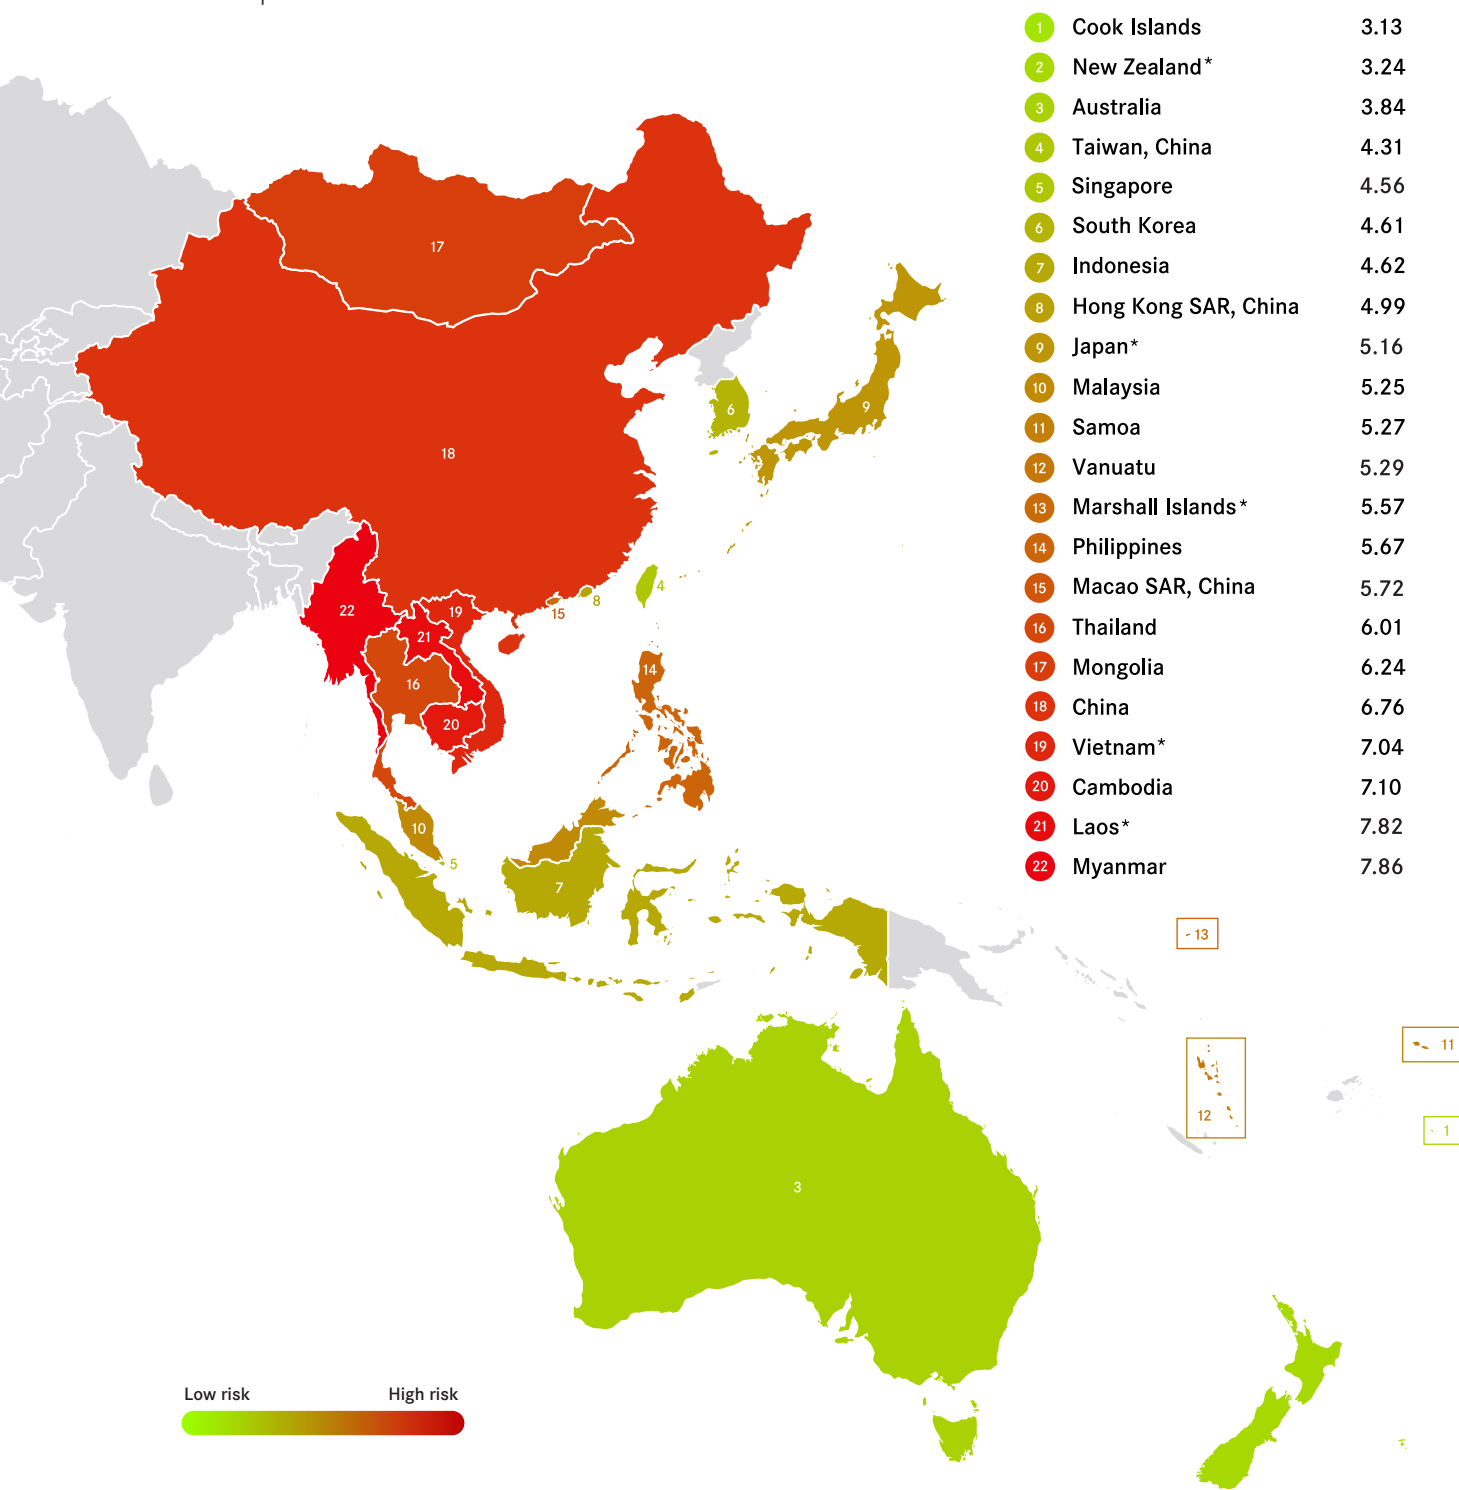 1 Cook Islands 3.13
2 New Zealand* 3.24
3 Australia 3.84
4 Taiwan, China 4.31
5 Singapore 4.56
6 South Korea 4.61
7 Indonesia 4.62
8 Hong Kong SAR, China 4.99
9 Japan* 5.16
10 Malaysia 5.25
11 Samoa 5.27
12 Vanuatu 5.29
13 Marshall Islands* 5.57
14 Philippines 5.67
15 Macao SAR, China 5.72
16 Thailand 6.01
17 Mongolia 6.24
18 China 6.76
19 Vietnam* 7.04
20 Cambodia 7.10
21 Laos* 7.82
22 Myanmar 7.86
17
9
6
18
4
8
15
22
19
21
14
16
20
10
5
7
13
11
12
1
3
Low risk High risk